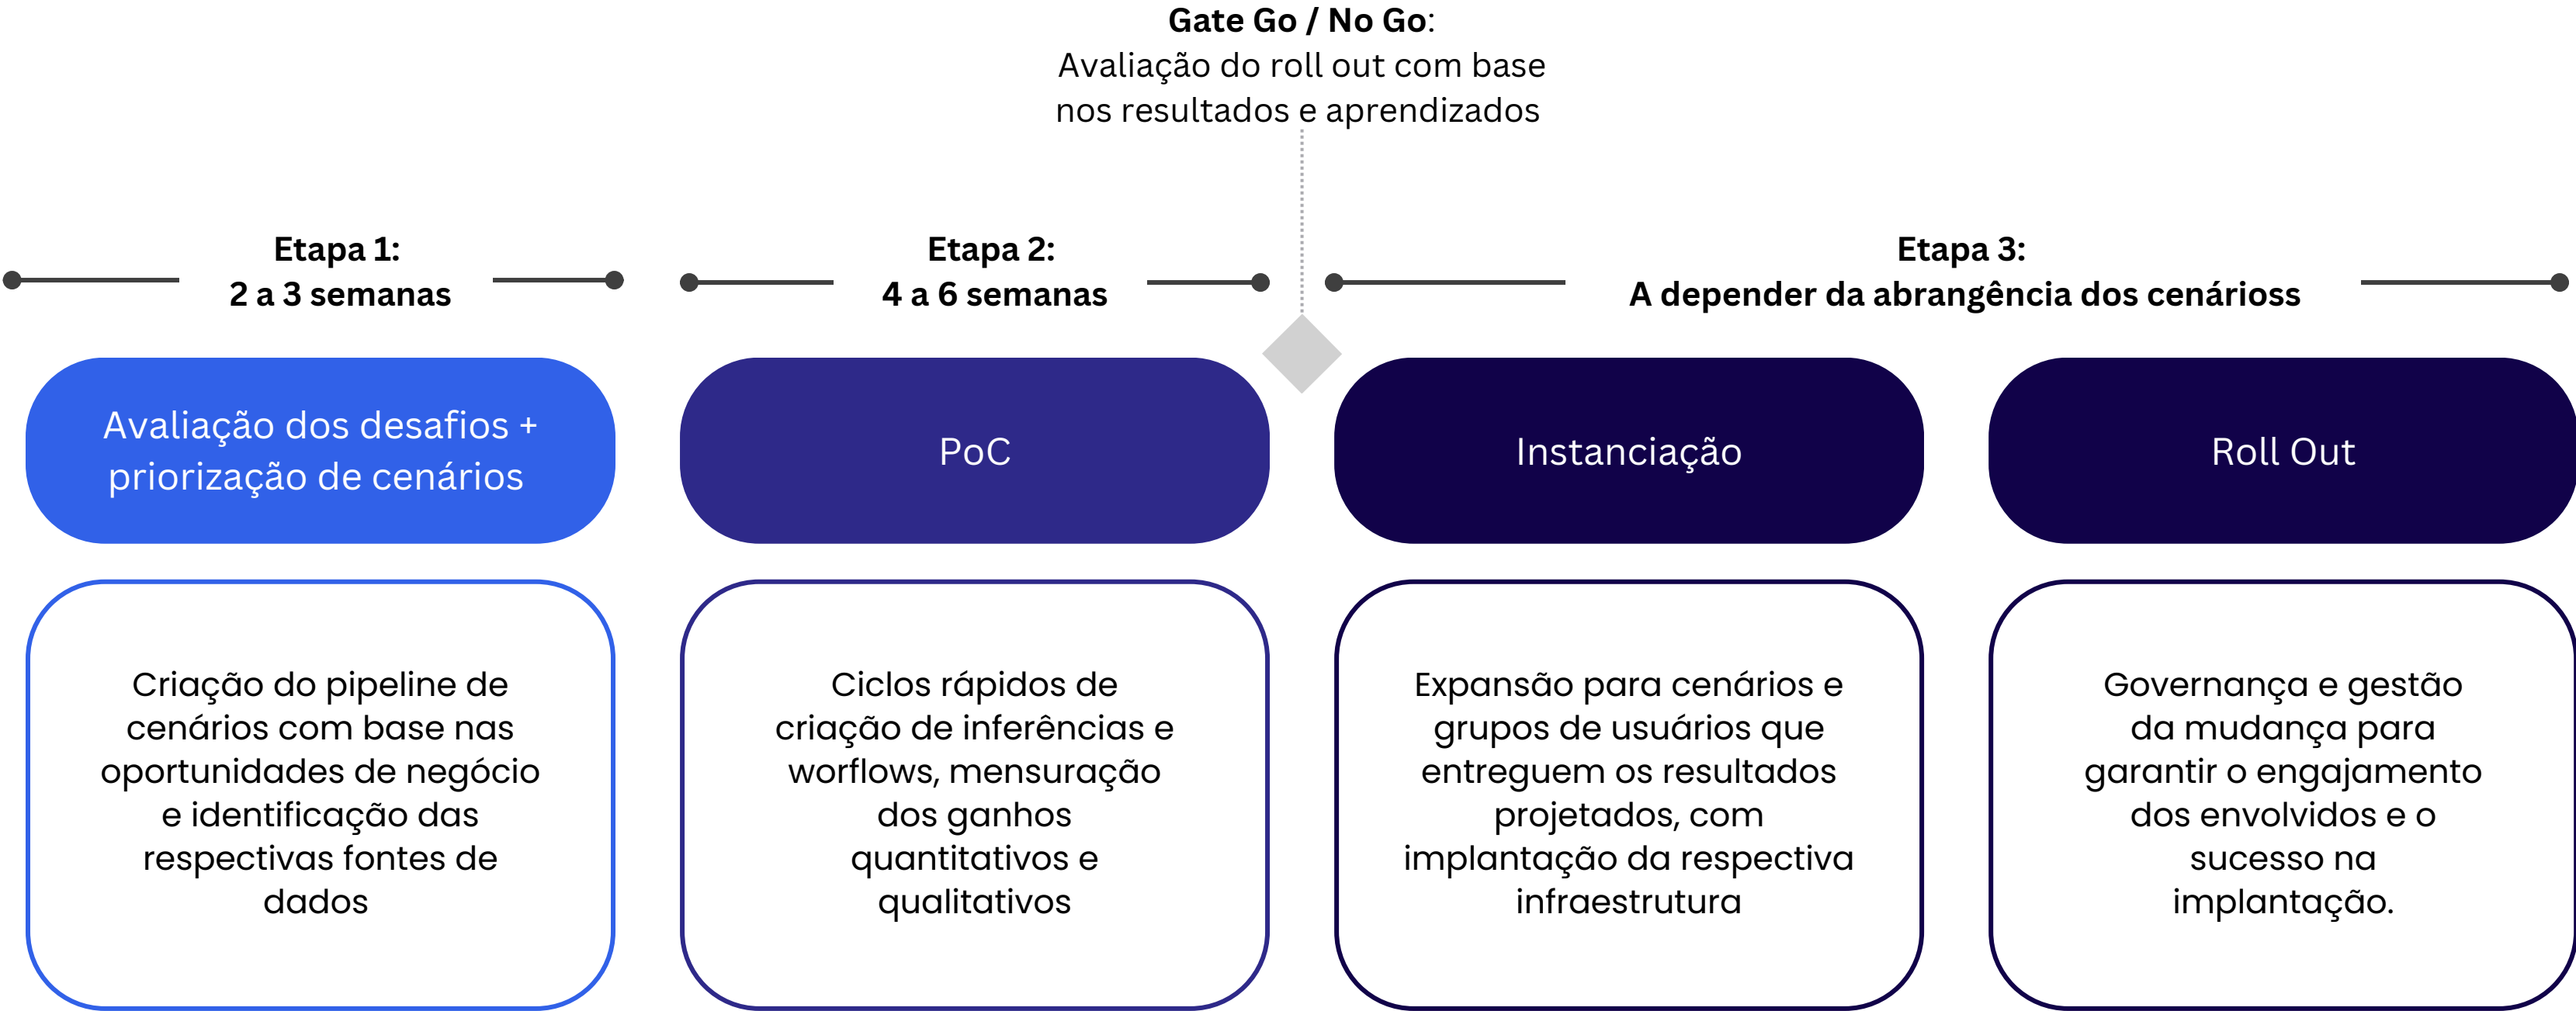 Gate Go / No Go:
Avaliação do roll out com base
nos resultados e aprendizados
Etapa 1:
2 a 3 semanas
Etapa 2:
4 a 6 semanas
Etapa 3:
A depender da abrangência dos cenárioss
Avaliação dos desafios +
priorização de cenários
PoC
Instanciação
Roll Out
Criação do pipeline de
cenários com base nas
oportunidades de negócio
e identificação das
respectivas fontes de
dados
Ciclos rápidos de
criação de inferências e
worflows, mensuração
dos ganhos
quantitativos e
qualitativos
Expansão para cenários e
grupos de usuários que
entreguem os resultados
projetados, com
implantação da respectiva
infraestrutura
Governança e gestão
da mudança para
garantir o engajamento
dos envolvidos e o
sucesso na
implantação.